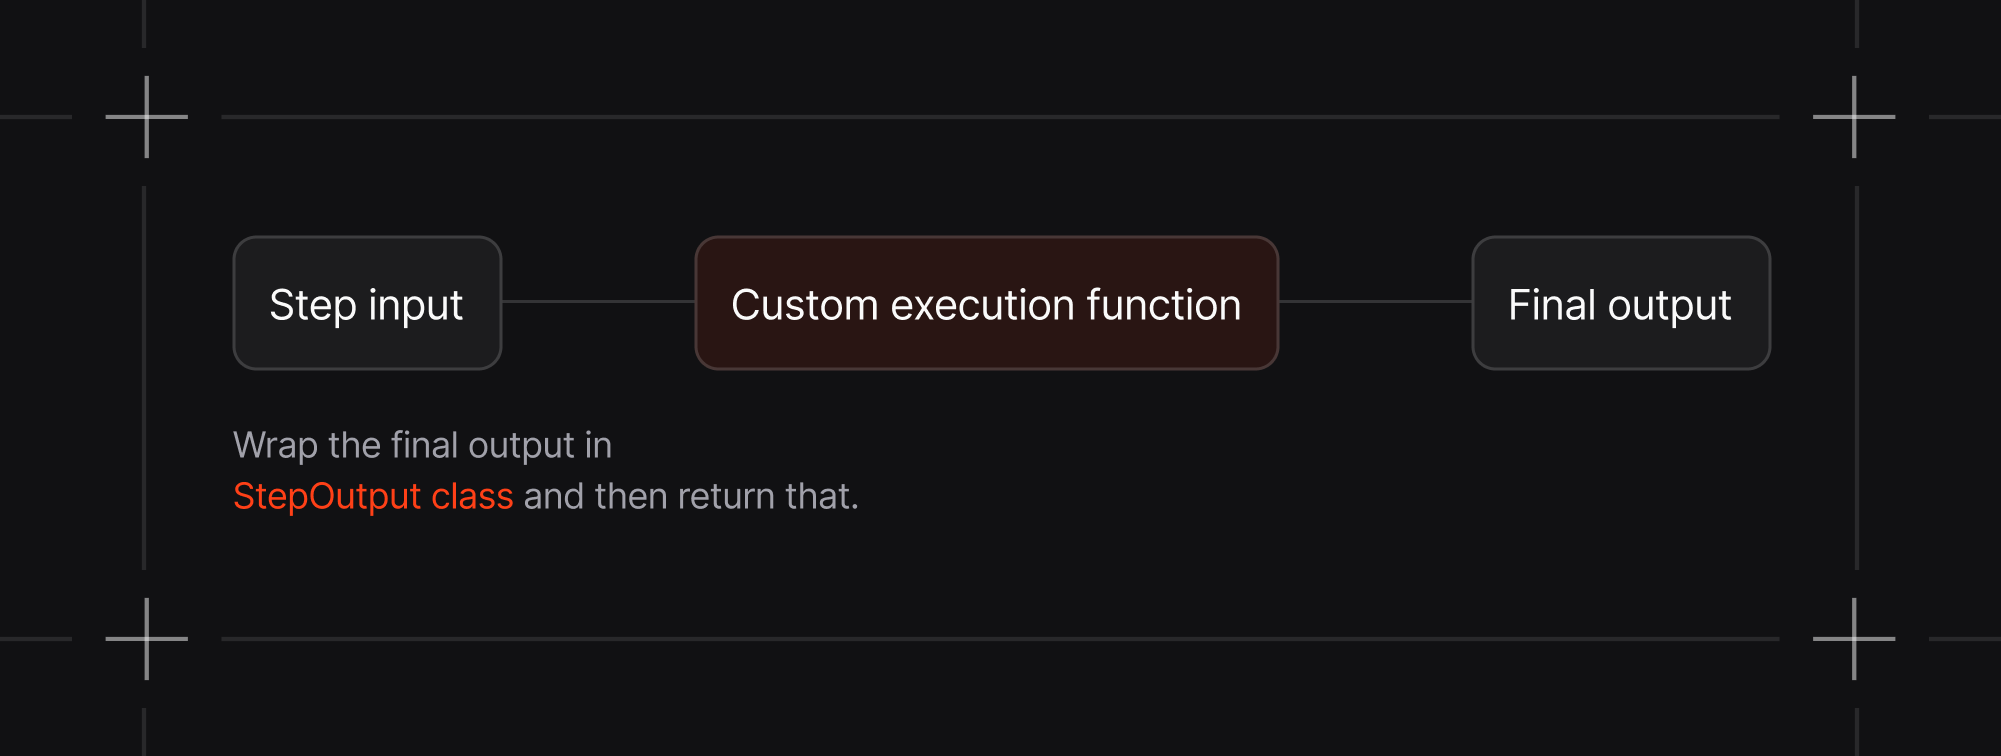 Step input
Custom execution function
Final output
Wrap the final output in
StepOutput class and then return that.